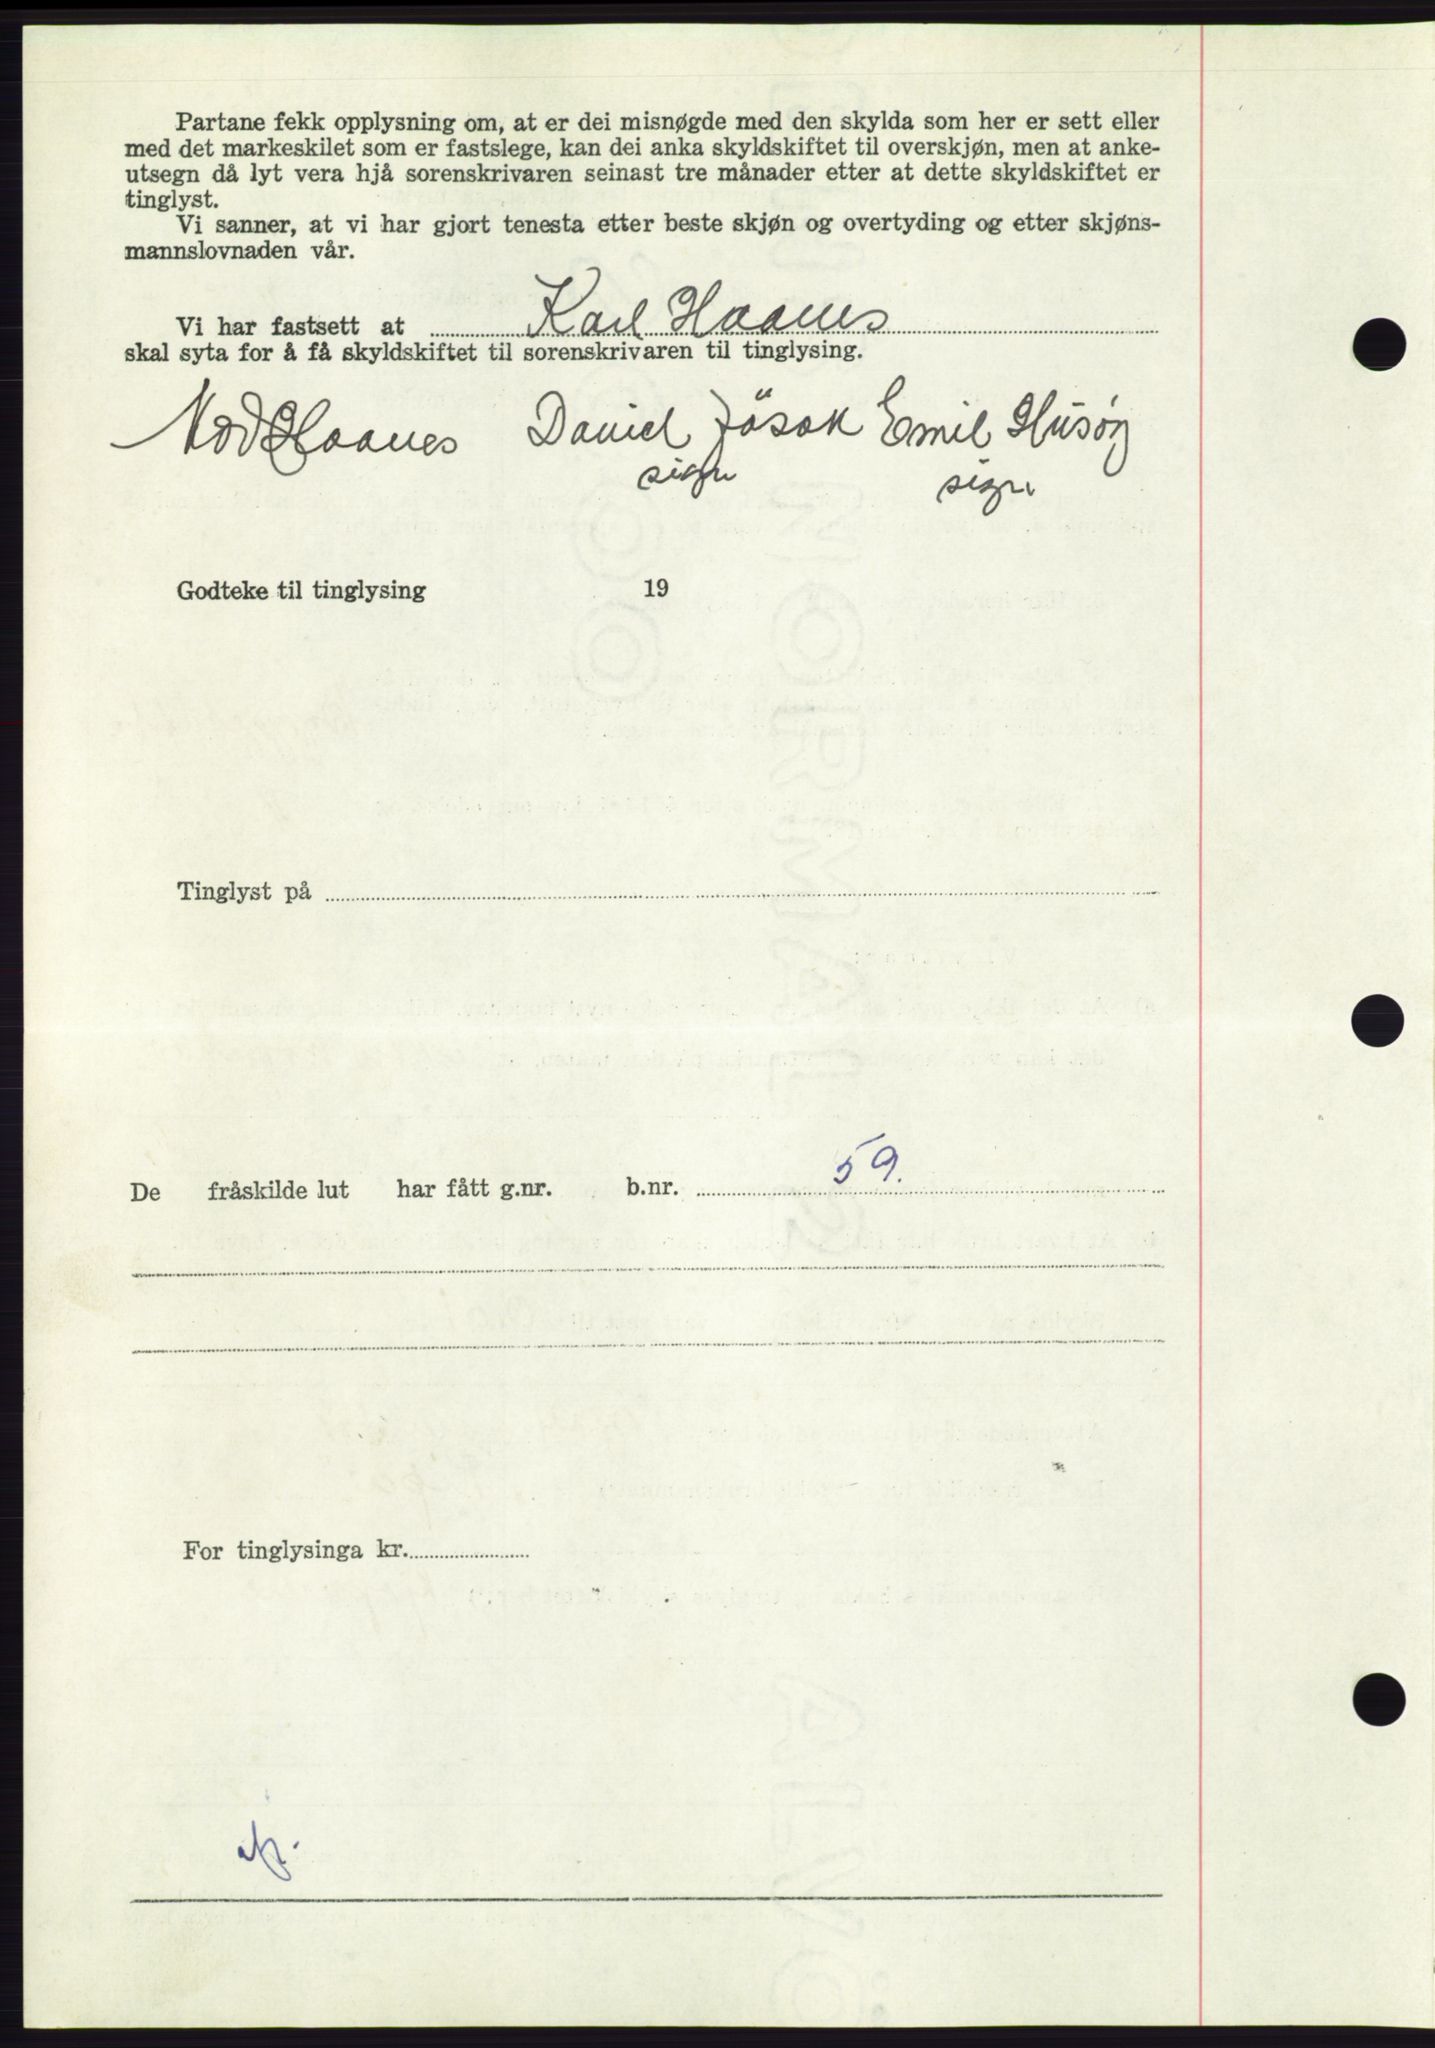 Partane fekk opplysning om, at er dei misnøgde med den skylda som her er sett eller
med det markeskilet som er fastslege, kan dei anka skyldskiftet til overskjøn, men at anke-
utsegn då lyt vera hjå sorenskrivaren seinast tre månader etter at dette skyldskiftet er
tinglyst.
Vi sanner, at vi har gjort tenesta etter beste skjøn og overtyding og etter skjøns-
mannslovnaden vår.
Vi har fastsett at Karl Haanes
skal syta for å få skyldskiftet til sorenskrivaren til tinglysing.
Haanes Daniel Jösok Emil Husøy
sign sign
Godteke til tinglysing 19
Tinglyst på
De fråskilde lut har fått g.nr. b.nr. 59.
For tinglysinga kr.